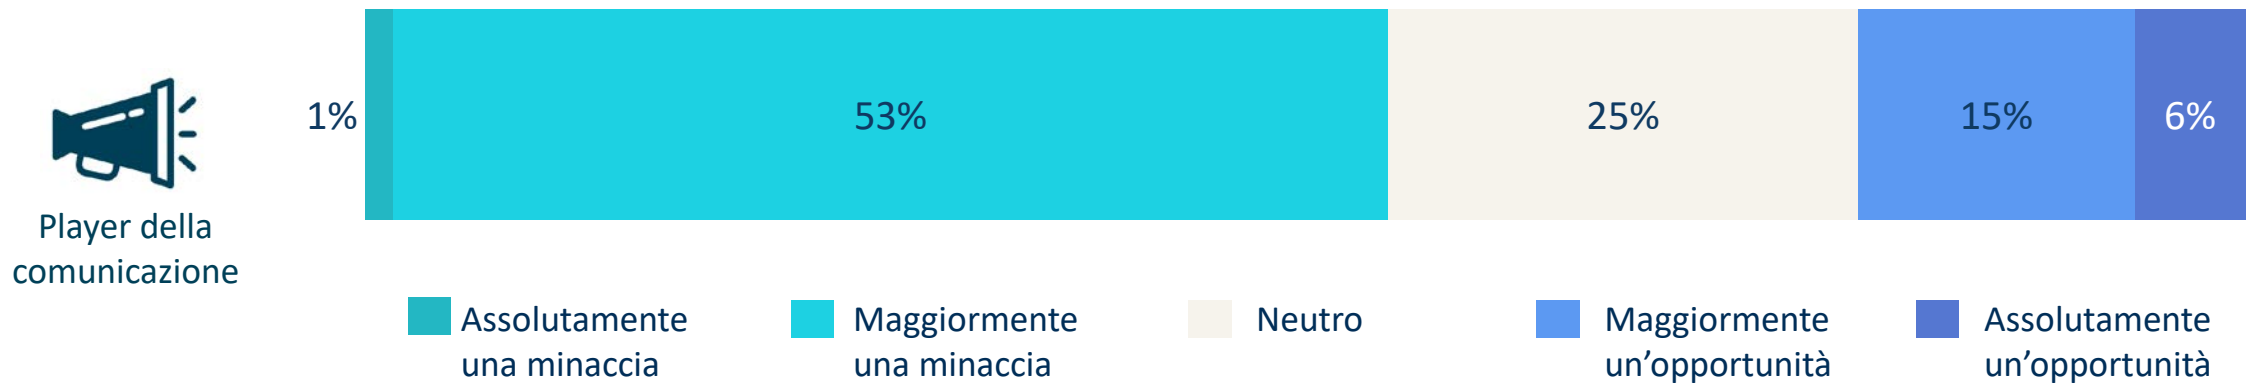 1%
53%
25%
15%
6%
Player della
comunicazione
Assolutamente
una minaccia
Maggiormente
una minaccia
Neutro
Maggiormente
un’opportunità
Assolutamente
un’opportunità